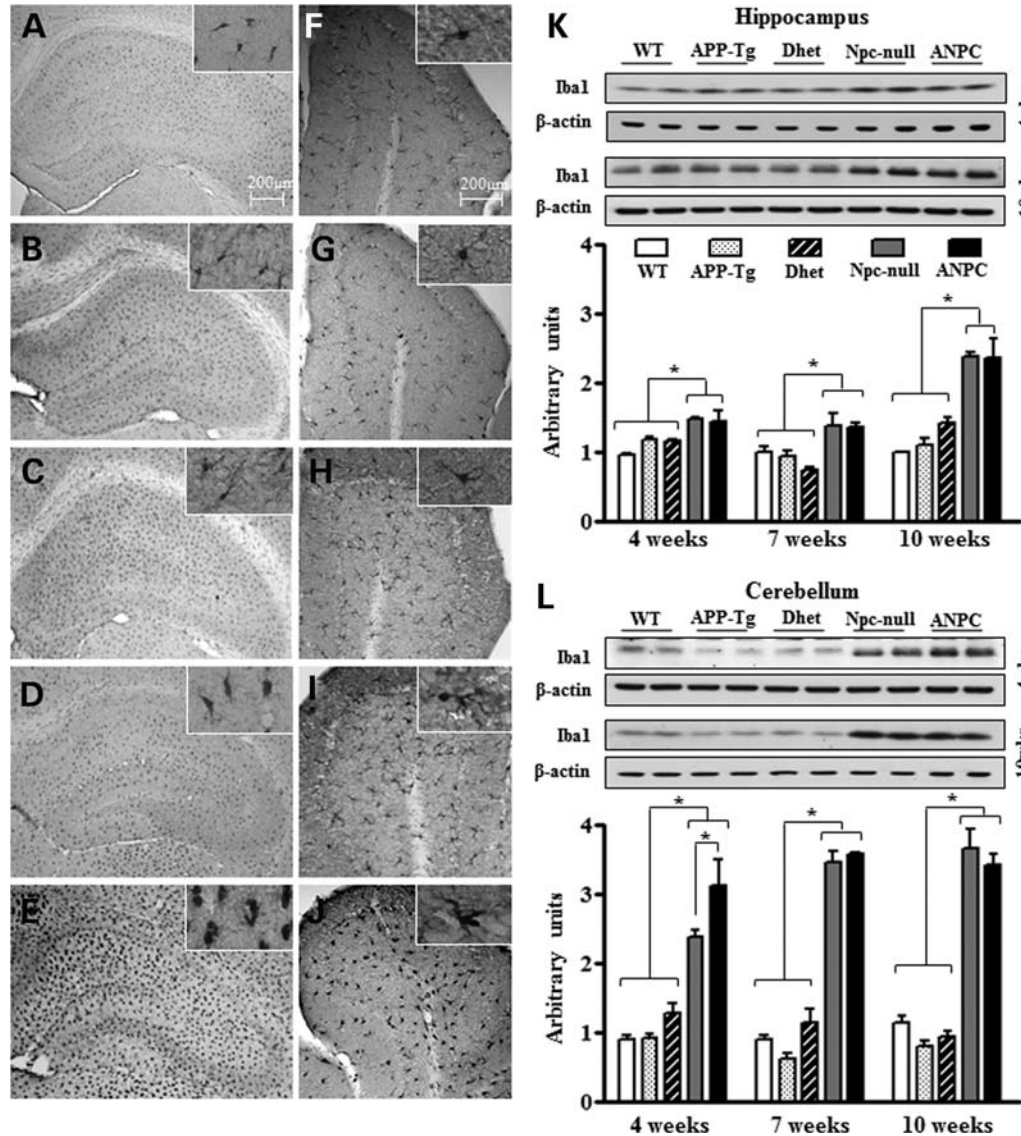 A
F
K
Hippocampus
WT APP-Tg Dhet Npc-null ANPC
Iba1
β-actin
Iba1
β-actin
200µm
200µm
B
G
4
3
2
1
0
WT APP-Tg Dhet Npc-null ANPC
Arbitrary units
* * *
4 weeks 7 weeks 10 weeks
C
H
L
Cerebellum
WT APP-Tg Dhet Npc-null ANPC
Iba1
β-actin
Iba1
β-actin
D
I
E
J
4
3
2
1
0
Arbitrary units
* * * *
4 weeks 7 weeks 10 weeks